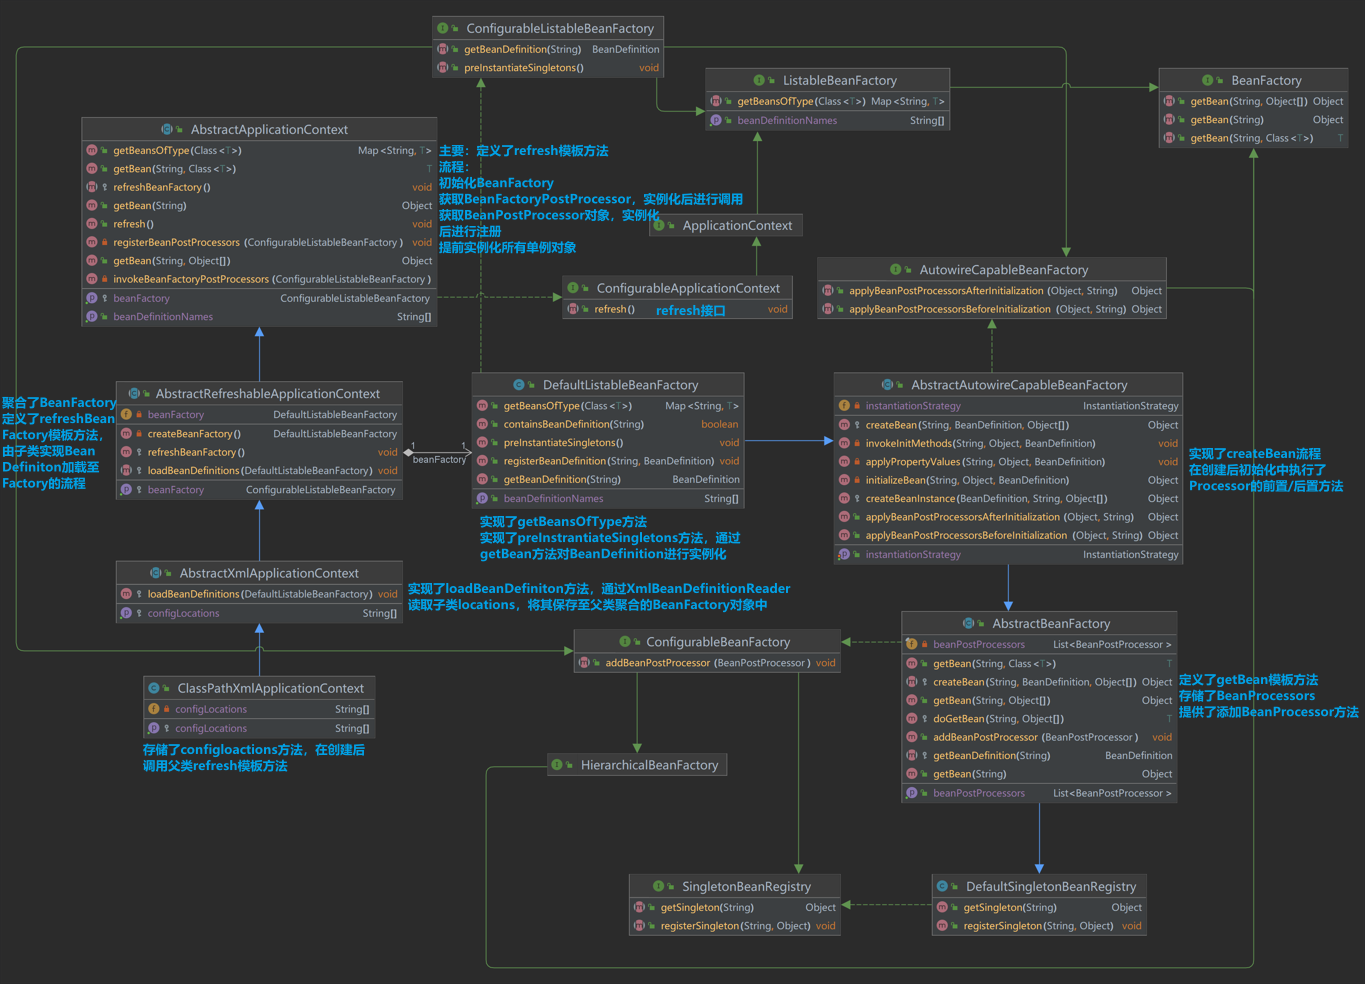 ConfigurableListableBeanFactory
getBeanDefinition(String) BeanDefinition
preInstantiateSingletons() void
ListableBeanFactory
getBeansOfType(Class<T>) Map<String, T>
beanDefinitionNames String[]
BeanFactory
getBean(String, Object[]) Object
getBean(String) Object
getBean(String, Class<T>) T
AbstractApplicationContext
getBeansOfType(Class<T>) Map<String, T>
getBean(String, Class<T>) T
refreshBeanFactory() void
getBean(String) Object
refresh() void
registerBeanPostProcessors(ConfigurableListableBeanFactory) void
getBean(String, Object[]) Object
invokeBeanFactoryPostProcessors(ConfigurableListableBeanFactory)
beanFactory ConfigurableListableBeanFactory
beanDefinitionNames String[]
主要：定义了refresh模板方法
流程：
初始化BeanFactory
获取BeanFactoryPostProcessor，实例化后进行调用
获取BeanPostProcessor对象，实例化
后进行注册
提前实例化所有单例对象
ApplicationContext
ConfigurableApplicationContext
refresh() void
refresh接口
AutowireCapableBeanFactory
applyBeanPostProcessorsAfterInitialization(Object, String) Object
applyBeanPostProcessorsBeforeInitialization(Object, String) Object
聚合了BeanFactory
定义了refreshBean
Factory模板方法，
由子类实现Bean
Definiton加载至
Factory的流程
AbstractRefreshableApplicationContext
beanFactory DefaultListableBeanFactory
createBeanFactory() DefaultListableBeanFactory
refreshBeanFactory() void
loadBeanDefinitions(DefaultListableBeanFactory) void
beanFactory ConfigurableListableBeanFactory
1
1
beanFactory
DefaultListableBeanFactory
getBeansOfType(Class<T>) Map<String, T>
containsBeanDefinition(String) boolean
preInstantiateSingletons() void
registerBeanDefinition(String, BeanDefinition) void
getBeanDefinition(String) BeanDefinition
beanDefinitionNames String[]
实现了getBeansOfType方法
实现了preInstrantiateSingletons方法，通过
getBean方法对BeanDefinition进行实例化
AbstractAutowireCapableBeanFactory
instantiationStrategy InstantiationStrategy
createBean(String, BeanDefinition, Object[]) Object
invokeInitMethods(String, Object, BeanDefinition) void
applyPropertyValues(String, Object, BeanDefinition) void
initializeBean(String, Object, BeanDefinition) Object
createBeanInstance(BeanDefinition, String, Object[]) Object
applyBeanPostProcessorsAfterInitialization(Object, String) Object
applyBeanPostProcessorsBeforeInitialization(Object, String) Object
instantiationStrategy InstantiationStrategy
实现了createBean流程
在创建后初始化中执行了
Processor的前置/后置方法
AbstractXmlApplicationContext
loadBeanDefinitions(DefaultListableBeanFactory) void
configLocations String[]
实现了loadBeanDefiniton方法，通过XmlBeanDefinitionReader
读取子类locations，将其保存至父类聚合的BeanFactory对象中
ConfigurableBeanFactory
addBeanPostProcessor(BeanPostProcessor) void
AbstractBeanFactory
beanPostProcessors List<BeanPostProcessor>
getBean(String, Class<T>) T
createBean(String, BeanDefinition, Object[]) Object
getBean(String, Object[]) Object
doGetBean(String, Object[]) T
addBeanPostProcessor(BeanPostProcessor) void
getBeanDefinition(String) BeanDefinition
getBean(String) Object
beanPostProcessors List<BeanPostProcessor>
定义了getBean模板方法
存储了BeanProcessors
提供了添加BeanProcessor方法
ClassPathXmlApplicationContext
configLocations String[]
configLocations String[]
存储了configloactions方法，在创建后
调用父类refresh模板方法
HierarchicalBeanFactory
SingletonBeanRegistry
getSingleton(String) Object
registerSingleton(String, Object) void
DefaultSingletonBeanRegistry
getSingleton(String) Object
registerSingleton(String, Object) void